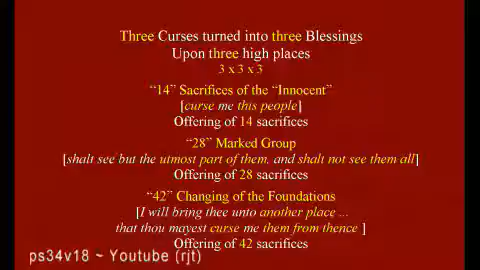 Three Curses turned into three Blessings
Upon three high places
3 x 3 x 3
“14” Sacrifices of the “Innocent”
[curse me this people]
Offering of 14 sacrifices
“28” Marked Group
[shalt see but the utmost part of them, and shalt not see them all]
Offering of 28 sacrifices
“42” Changing of the Foundations
[I will bring thee unto another place ...
that thou mayest curse me them from thence ]
Offering of 42 sacrifices
ps34v18 ~ Youtube (rjt)